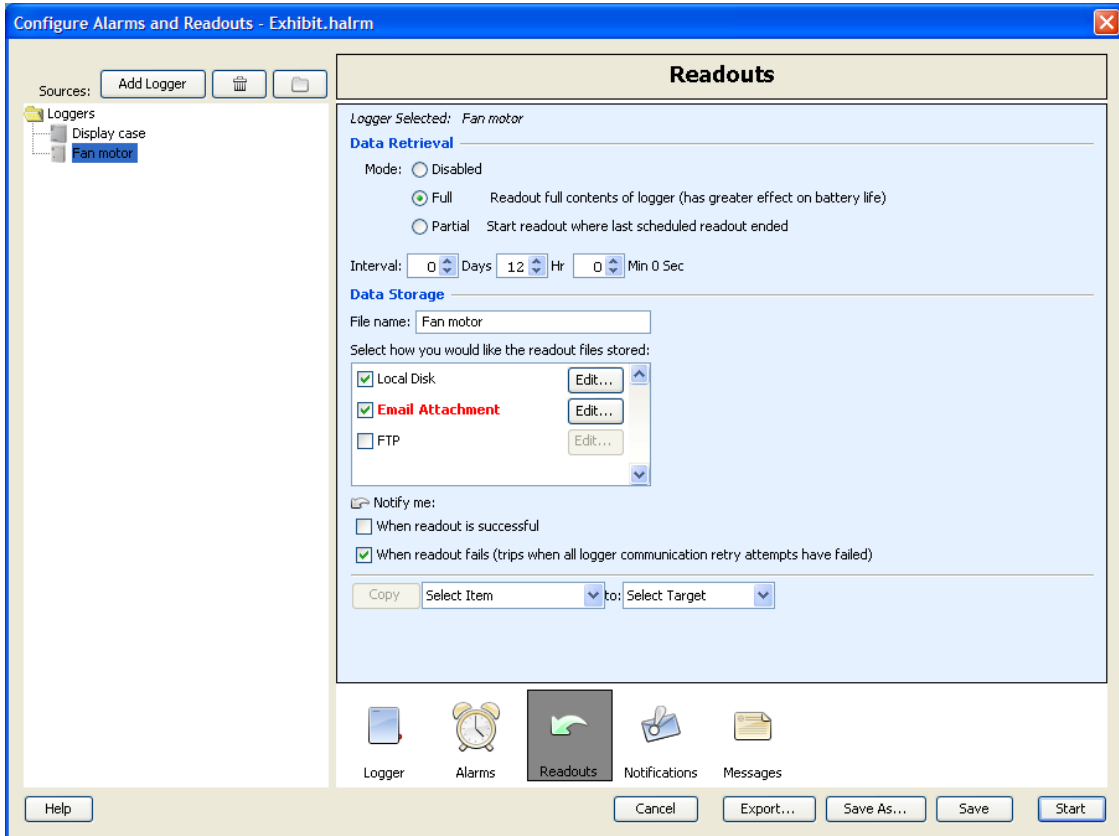 Configure Alarms and Readouts - Exhibit.halrm
Sources: Add Logger
Loggers
Display case
Fan motor
Readouts
Logger Selected: Fan motor
Data Retrieval
Mode: Disabled
Full Readout full contents of logger (has greater effect on battery life)
Partial Start readout where last scheduled readout ended
Interval: 0 Days 12 Hr 0 Min 0 Sec
Data Storage
File name: Fan motor
Select how you would like the readout files stored:
Local Disk Edit...
Email Attachment Edit...
FTP Edit...
Notify me:
When readout is successful
When readout fails (trips when all logger communication retry attempts have failed)
Copy Select Item to: Select Target
Logger Alarms Readouts Notifications Messages
Help Cancel Export... Save As... Save Start